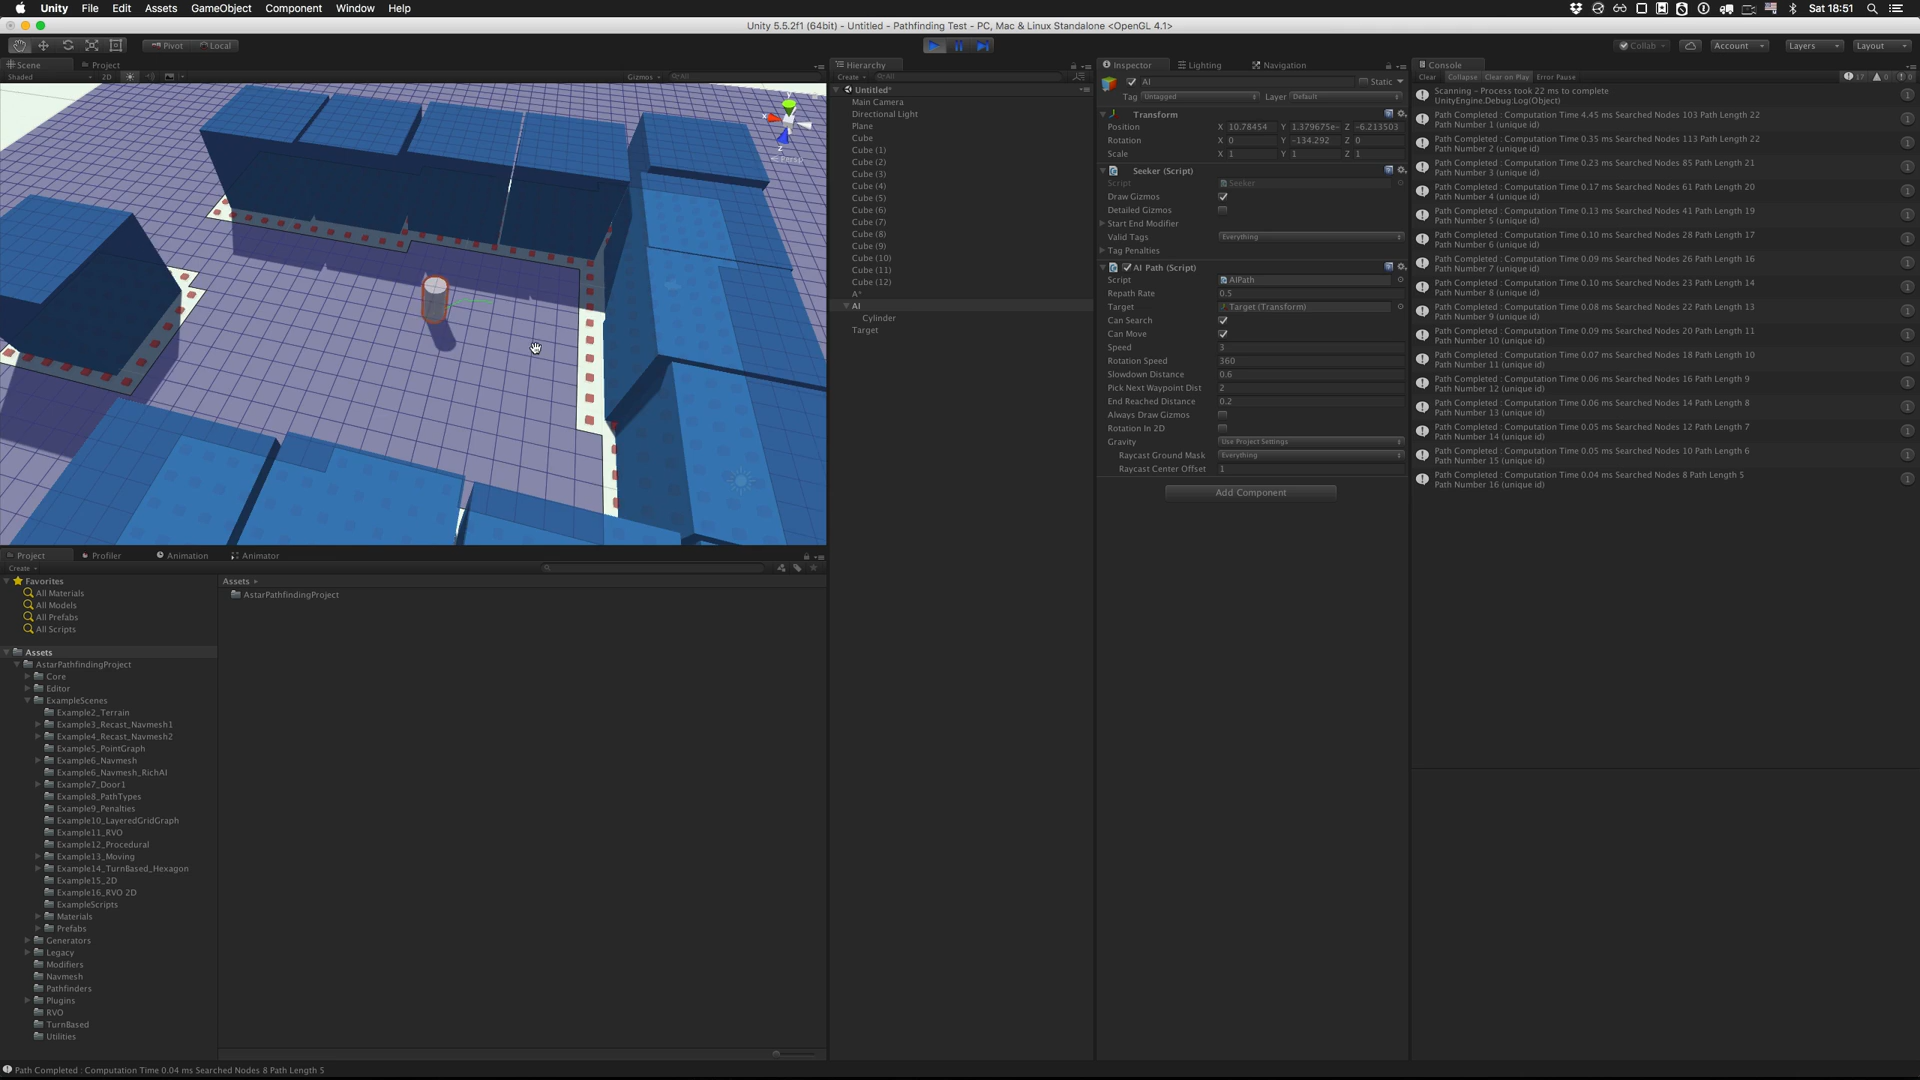 Unity File Edit Assets GameObject Component Window Help
Sat 18:51
Unity 5.5.2f1 (64bit) - Untitled - Pathfinding Test - PC, Mac & Linux Standalone <OpenGL 4.1>
Pivot Local
Collab Account Layers Layout
Scene Project
Shaded 2D Gizmos All
y
x
z
Persp
Hierarchy
Create All
Untitled*
Main Camera
Directional Light
Plane
Cube
Cube (1)
Cube (2)
Cube (3)
Cube (4)
Cube (5)
Cube (6)
Cube (7)
Cube (8)
Cube (9)
Cube (10)
Cube (11)
Cube (12)
A*
AI
Cylinder
Target
Inspector Lighting Navigation
AI Static
Tag Untagged Layer Default
Transform
Position X 10.78454 Y 1.379675e- Z -6.213503
Rotation X 0 Y -134.292 Z 0
Scale X 1 Y 1 Z 1
Seeker (Script)
Script Seeker
Draw Gizmos
Detailed Gizmos
Start End Modifier
Valid Tags Everything
Tag Penalties
AI Path (Script)
Script AIPath
Repath Rate 0.5
Target Target (Transform)
Can Search
Can Move
Speed 3
Rotation Speed 360
Slowdown Distance 0.6
Pick Next Waypoint Dist 2
End Reached Distance 0.2
Always Draw Gizmos
Rotation In 2D
Gravity Use Project Settings
Raycast Ground Mask Everything
Raycast Center Offset 1
Add Component
Console
Clear Collapse Clear on Play Error Pause 17 0 0
Scanning - Process took 22 ms to complete
UnityEngine.Debug:Log(Object) 1
Path Completed : Computation Time 4.45 ms Searched Nodes 103 Path Length 22
Path Number 1 (unique id) 1
Path Completed : Computation Time 0.35 ms Searched Nodes 113 Path Length 22
Path Number 2 (unique id) 1
Path Completed : Computation Time 0.23 ms Searched Nodes 85 Path Length 21
Path Number 3 (unique id) 1
Path Completed : Computation Time 0.17 ms Searched Nodes 61 Path Length 20
Path Number 4 (unique id) 1
Path Completed : Computation Time 0.13 ms Searched Nodes 41 Path Length 19
Path Number 5 (unique id) 1
Path Completed : Computation Time 0.10 ms Searched Nodes 28 Path Length 17
Path Number 6 (unique id) 1
Path Completed : Computation Time 0.09 ms Searched Nodes 26 Path Length 16
Path Number 7 (unique id) 1
Path Completed : Computation Time 0.10 ms Searched Nodes 23 Path Length 14
Path Number 8 (unique id) 1
Path Completed : Computation Time 0.08 ms Searched Nodes 22 Path Length 13
Path Number 9 (unique id) 1
Path Completed : Computation Time 0.09 ms Searched Nodes 20 Path Length 11
Path Number 10 (unique id) 1
Path Completed : Computation Time 0.07 ms Searched Nodes 18 Path Length 10
Path Number 11 (unique id) 1
Path Completed : Computation Time 0.06 ms Searched Nodes 16 Path Length 9
Path Number 12 (unique id) 1
Path Completed : Computation Time 0.06 ms Searched Nodes 14 Path Length 8
Path Number 13 (unique id) 1
Path Completed : Computation Time 0.05 ms Searched Nodes 12 Path Length 7
Path Number 14 (unique id) 1
Path Completed : Computation Time 0.05 ms Searched Nodes 10 Path Length 6
Path Number 15 (unique id) 1
Path Completed : Computation Time 0.04 ms Searched Nodes 8 Path Length 5
Path Number 16 (unique id) 1
Project Profiler Animation Animator
Create
Favorites
All Materials
All Models
All Prefabs
All Scripts
Assets
AstarPathfindingProject
Core
Editor
ExampleScenes
Example2_Terrain
Example3_Recast_Navmesh1
Example4_Recast_Navmesh2
Example5_PointGraph
Example6_Navmesh
Example6_Navmesh_RichAI
Example7_Door1
Example8_PathTypes
Example9_Penalties
Example10_LayeredGridGraph
Example11_RVO
Example12_Procedural
Example13_Moving
Example14_TurnBased_Hexagon
Example15_2D
Example16_RVO 2D
ExampleScripts
Materials
Prefabs
Generators
Legacy
Modifiers
Navmesh
Pathfinders
Plugins
RVO
TurnBased
Utilities
Assets
AstarPathfindingProject
Path Completed : Computation Time 0.04 ms Searched Nodes 8 Path Length 5